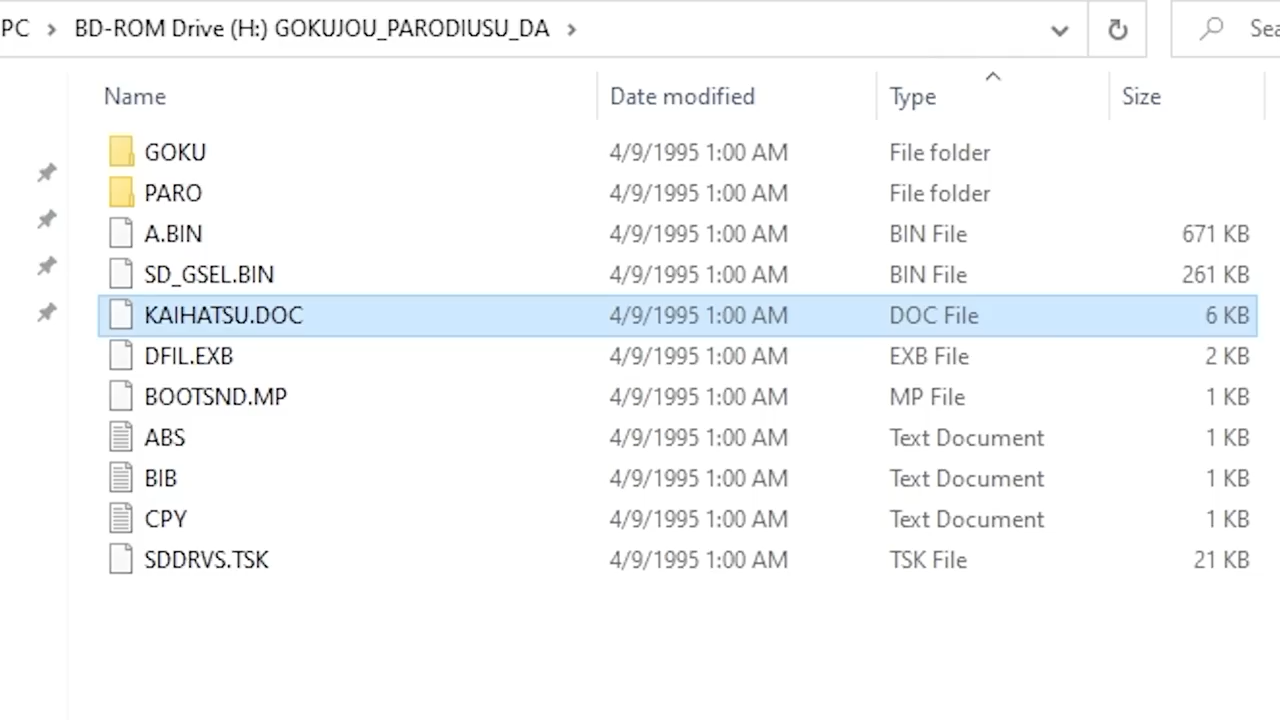 PC > BD-ROM Drive (H:) GOKUJOU_PARODIUSU_DA > Sea
Name Date modified Type Size
GOKU 4/9/1995 1:00 AM File folder
PARO 4/9/1995 1:00 AM File folder
A.BIN 4/9/1995 1:00 AM BIN File 671 KB
SD_GSEL.BIN 4/9/1995 1:00 AM BIN File 261 KB
KAIHATSU.DOC 4/9/1995 1:00 AM DOC File 6 KB
DFIL.EXB 4/9/1995 1:00 AM EXB File 2 KB
BOOTSND.MP 4/9/1995 1:00 AM MP File 1 KB
ABS 4/9/1995 1:00 AM Text Document 1 KB
BIB 4/9/1995 1:00 AM Text Document 1 KB
CPY 4/9/1995 1:00 AM Text Document 1 KB
SDDRVS.TSK 4/9/1995 1:00 AM TSK File 21 KB